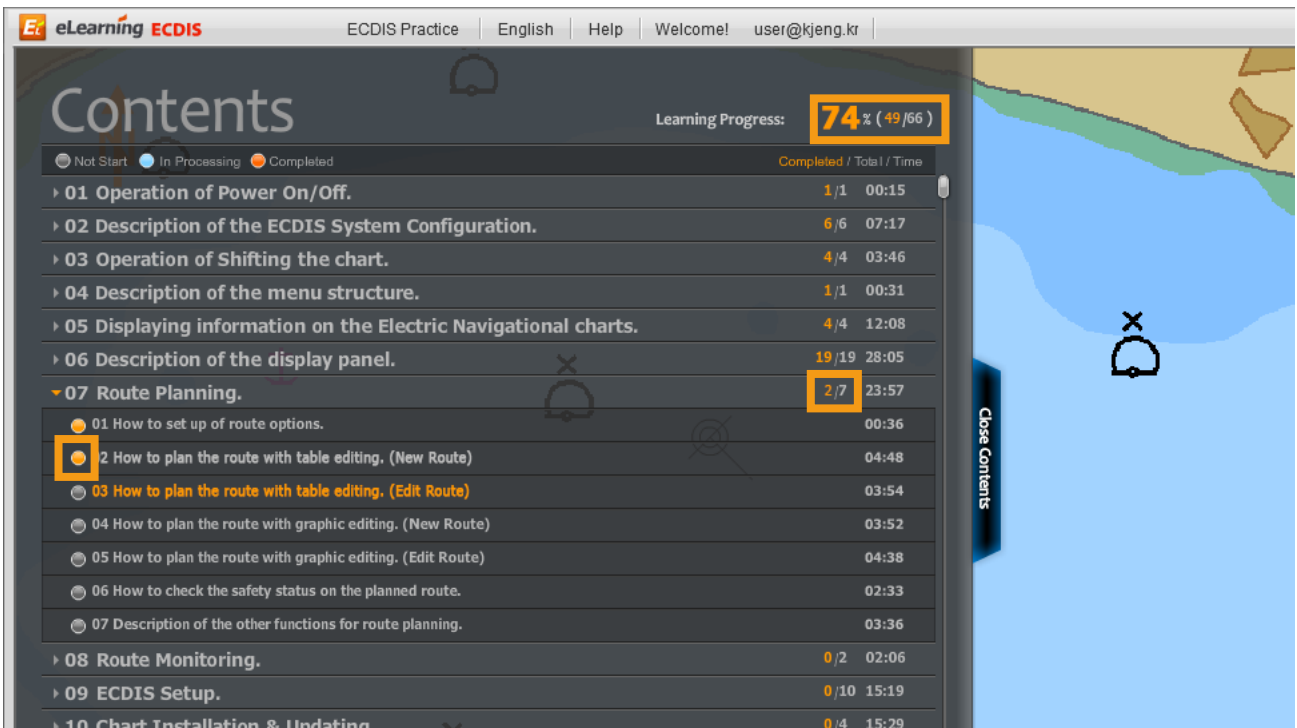 eLearning ECDIS ECDIS Practice English Help Welcome! user@kjeng.kr
Contents
Learning Progress: 74 % ( 49 /66 )
Not Start In Processing Completed Completed / Total / Time
01 Operation of Power On/Off. 1 /1 00:15
02 Description of the ECDIS System Configuration. 6 /6 07:17
03 Operation of Shifting the chart. 4 /4 03:46
04 Description of the menu structure. 1 /1 00:31
05 Displaying information on the Electric Navigational charts. 4 /4 12:08
06 Description of the display panel. 19 /19 28:05
07 Route Planning. 2 /7 23:57
01 How to set up of route options. 00:36
02 How to plan the route with table editing. (New Route) 04:48
03 How to plan the route with table editing. (Edit Route) 03:54
04 How to plan the route with graphic editing. (New Route) 03:52
05 How to plan the route with graphic editing. (Edit Route) 04:38
06 How to check the safety status on the planned route. 02:33
07 Description of the other functions for route planning. 03:36
08 Route Monitoring. 0 /2 02:06
09 ECDIS Setup. 0 /10 15:19
10 Chart Installation & Updating 0 /4 15:29
Close Contents